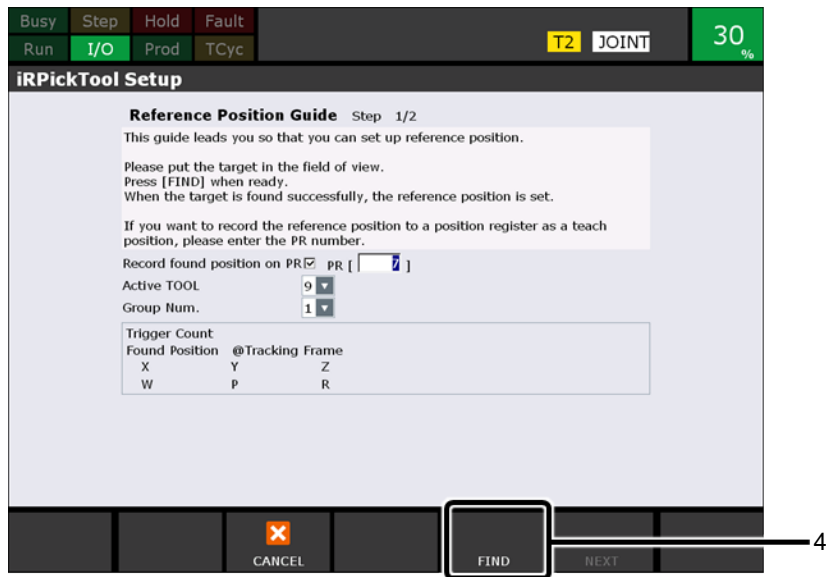 Busy Step Hold Fault
Run I/O Prod TCyc
T2 JOINT
30 %
iRPickTool Setup
Reference Position Guide Step 1/2
This guide leads you so that you can set up reference position.
Please put the target in the field of view.
Press [FIND] when ready.
When the target is found successfully, the reference position is set.
If you want to record the reference position to a position register as a teach
position, please enter the PR number.
Record found position on PR PR [ 7 ]
Active TOOL 9
Group Num. 1
Trigger Count
Found Position @Tracking Frame
X Y Z
W P R
CANCEL FIND NEXT
4